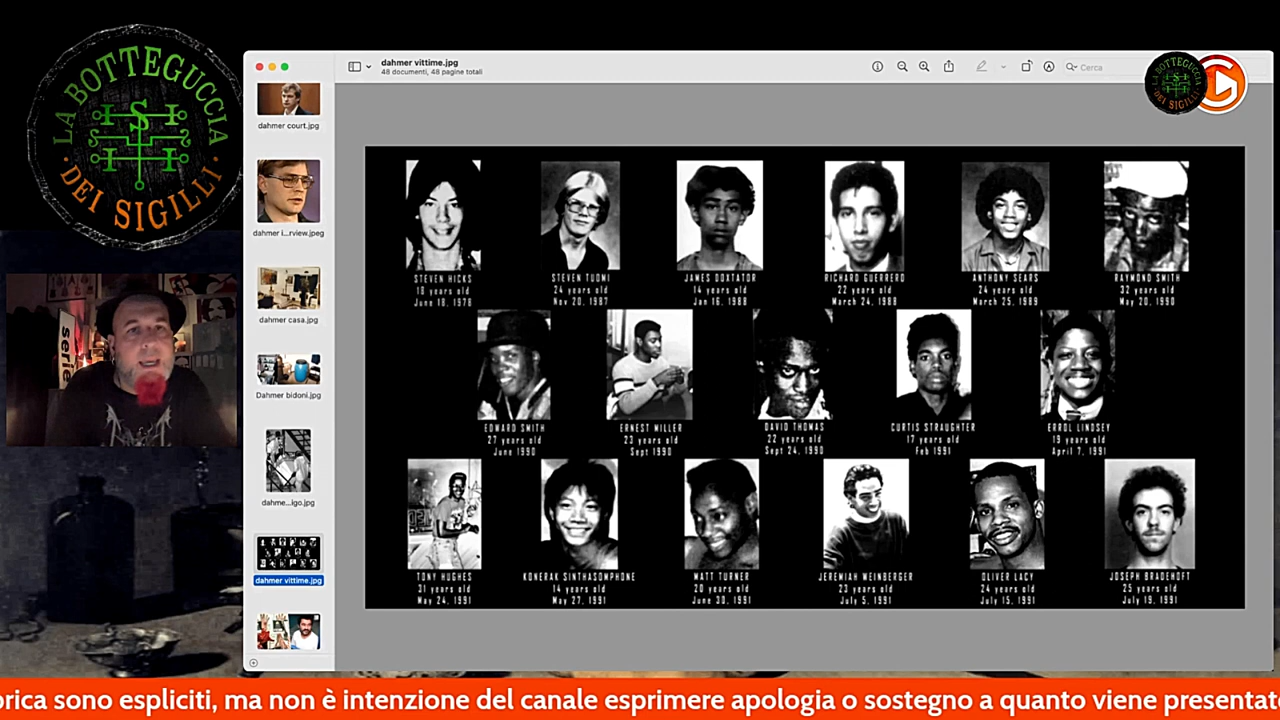 LA BOTTEGUCCIA
DEI SIGILLI
dahmer vittime.jpg
48 documenti, 48 pagine totali
Cerca
LA BOTTEGUCCIA
DEI SIGILLI
dahmer court.jpg
dahmer i...rview.jpeg
dahmer casa.jpg
Dahmer bidoni.jpg
dahme...igo.jpg
dahmer vittime.jpg
serie
STEVEN HICKS
18 years old
June 18, 1978
STEVEN TUOMI
24 years old
Nov 20, 1987
JAMES DOXTATOR
14 years old
Jan 16, 1988
RICHARD GUERRERO
22 years old
March 24, 1988
ANTHONY SEARS
24 years old
March 25, 1989
RAYMOND SMITH
32 years old
May 20, 1990
EDWARD SMITH
27 years old
June 1990
ERNEST MILLER
23 years old
Sept 1990
DAVID THOMAS
22 years old
Sept 24, 1990
CURTIS STRAUGHTER
17 years old
Feb 1991
ERROL LINDSEY
19 years old
April 7, 1991
TONY HUGHES
31 years old
May 24, 1991
KONERAK SINTHASOMPHONE
14 years old
May 27, 1991
MATT TURNER
20 years old
June 30, 1991
JEREMIAH WEINBERGER
23 years old
July 5, 1991
OLIVER LACY
24 years old
July 15, 1991
JOSEPH BRADEHOFT
25 years old
July 19, 1991
orica sono espliciti, ma non è intenzione del canale esprimere apologia o sostegno a quanto viene presentat